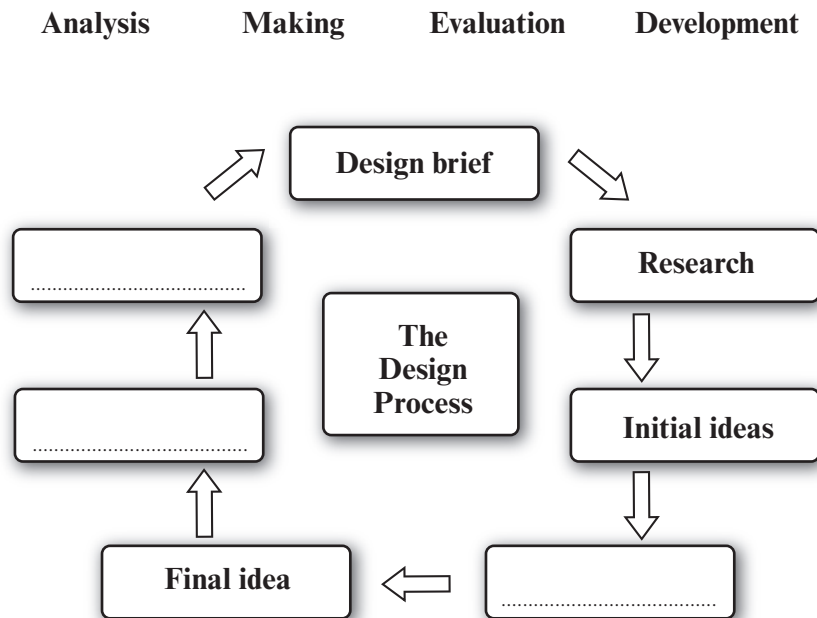 Analysis Making Evaluation Development
Design brief
Research
The
Design
Process
Initial ideas
Final idea